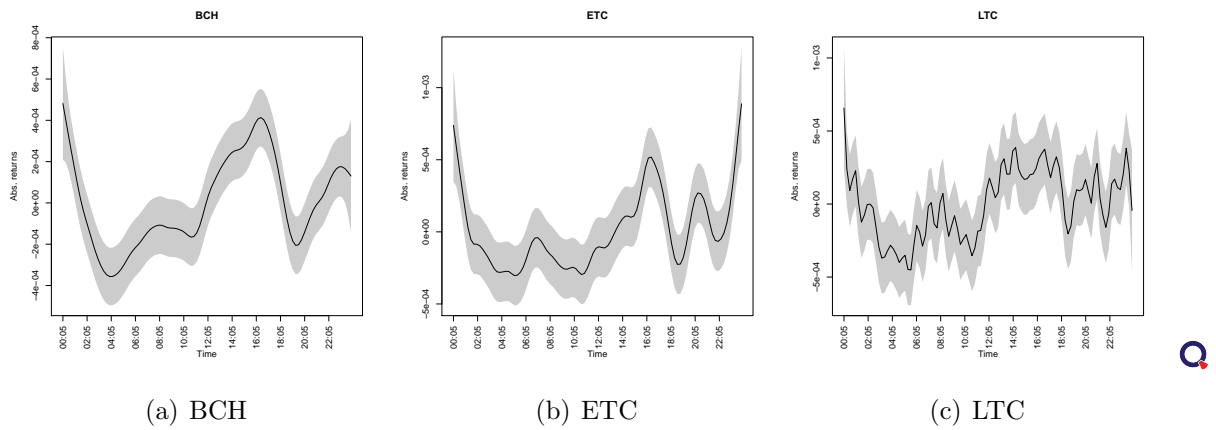 BCH
ETC
LTC
Abs. returns
8e−04
6e−04
4e−04
2e−04
0e+00
−2e−04
−4e−04
00:05 02:05 04:05 06:05 08:05 10:05 12:05 14:05 16:05 18:05 20:05 22:05
Time
Abs. returns
1e−03
5e−04
0e+00
−5e−04
00:05 02:05 04:05 06:05 08:05 10:05 12:05 14:05 16:05 18:05 20:05 22:05
Time
Abs. returns
1e−03
5e−04
0e+00
−5e−04
00:05 02:05 04:05 06:05 08:05 10:05 12:05 14:05 16:05 18:05 20:05 22:05
Time
(a) BCH
(b) ETC
(c) LTC